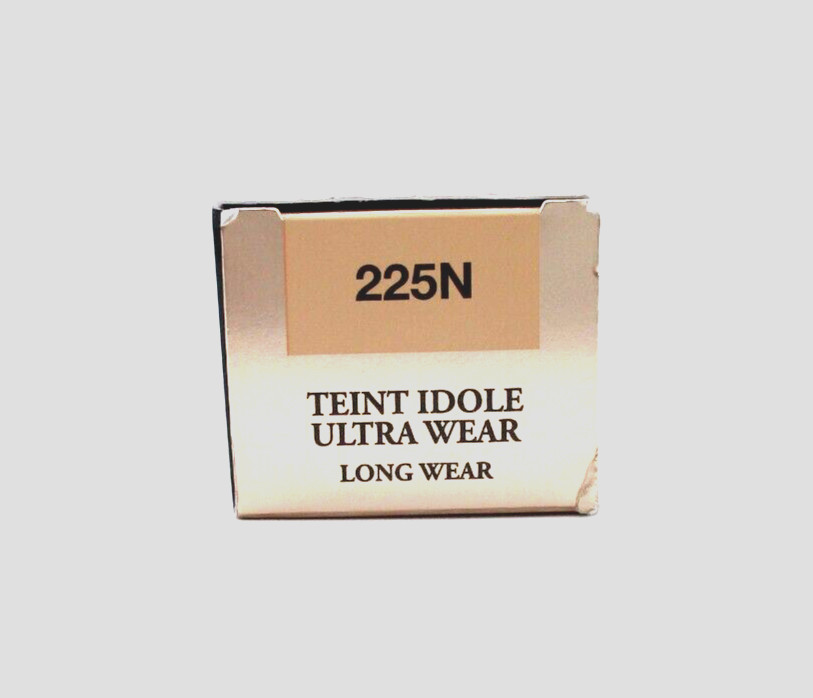 225N
TEINT IDOLE
ULTRA WEAR
LONG WEAR